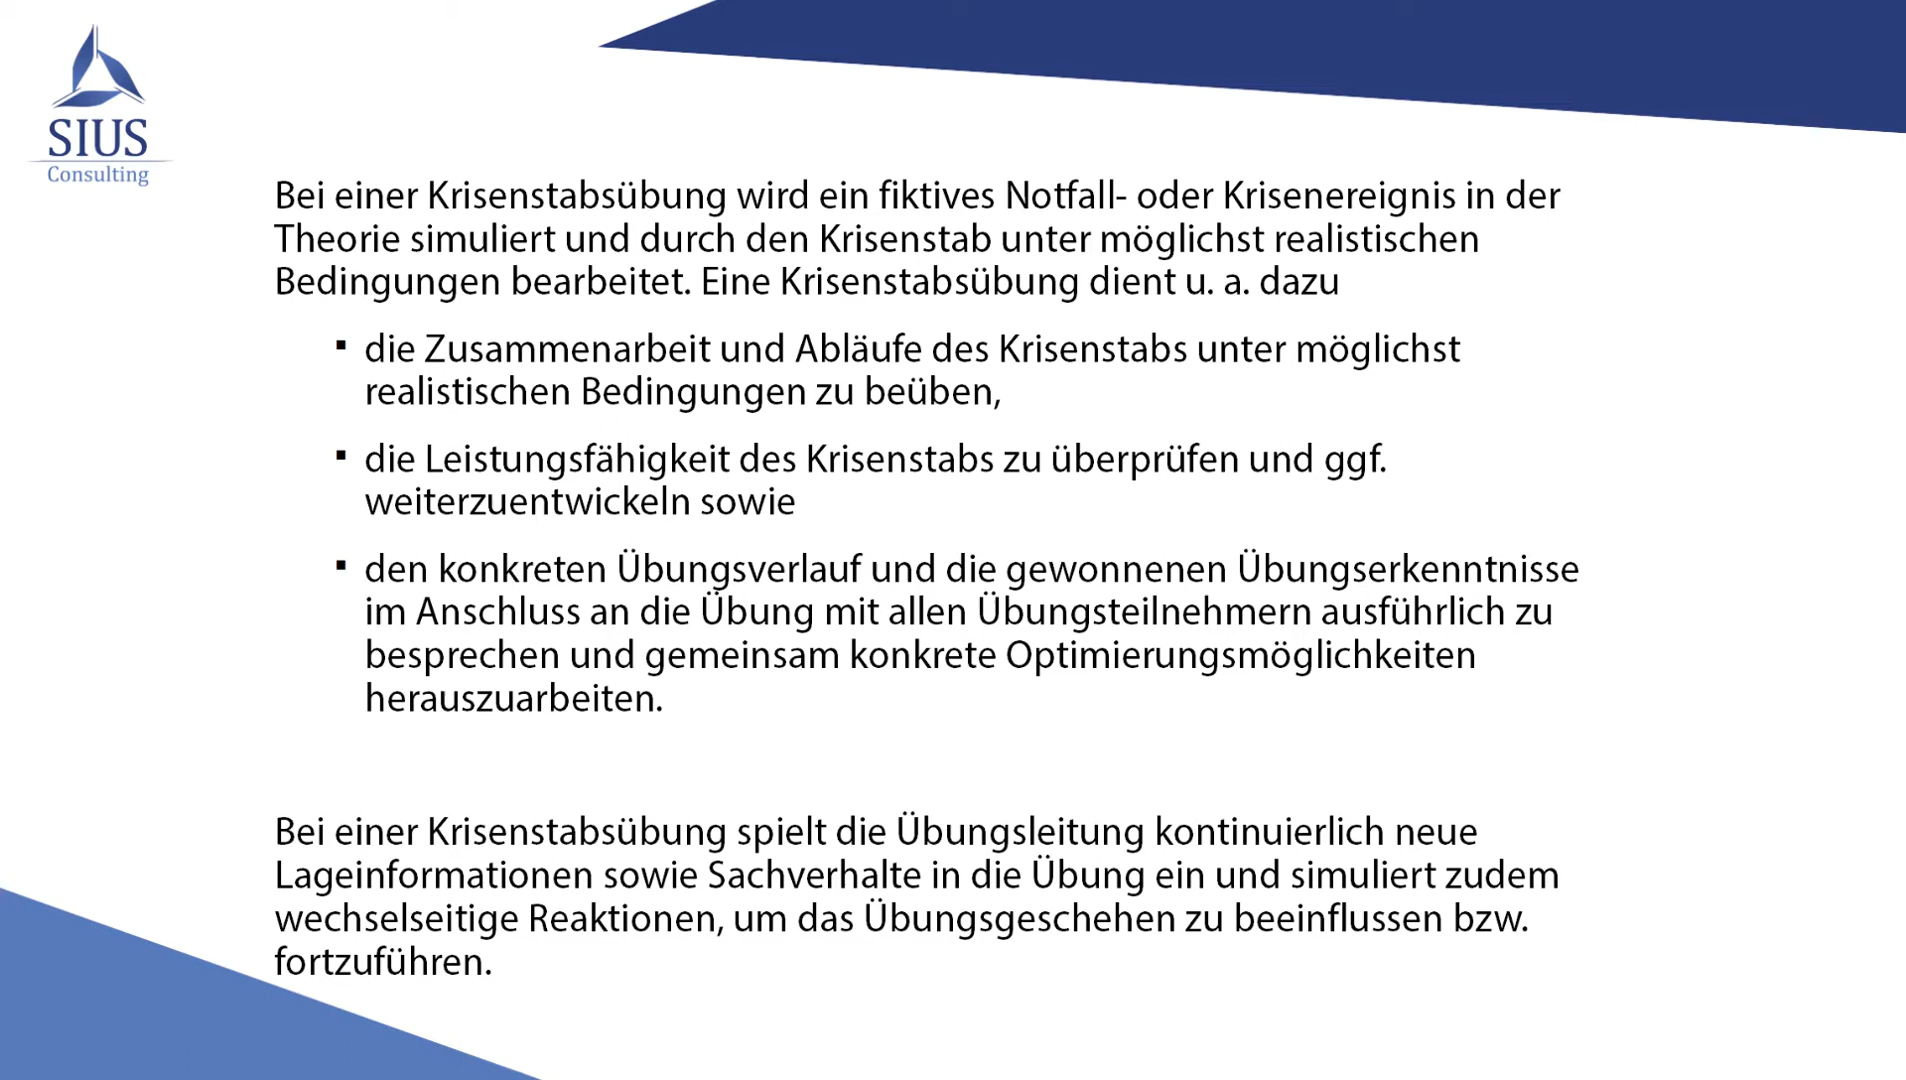 SIUS
Consulting
Bei einer Krisenstabsübung wird ein fiktives Notfall- oder Krisenereignis in der
Theorie simuliert und durch den Krisenstab unter möglichst realistischen
Bedingungen bearbeitet. Eine Krisenstabsübung dient u. a. dazu
▪ die Zusammenarbeit und Abläufe des Krisenstabs unter möglichst
realistischen Bedingungen zu beüben,
▪ die Leistungsfähigkeit des Krisenstabs zu überprüfen und ggf.
weiterzuentwickeln sowie
▪ den konkreten Übungsverlauf und die gewonnenen Übungserkenntnisse
im Anschluss an die Übung mit allen Übungsteilnehmern ausführlich zu
besprechen und gemeinsam konkrete Optimierungsmöglichkeiten
herauszuarbeiten.
Bei einer Krisenstabsübung spielt die Übungsleitung kontinuierlich neue
Lageinformationen sowie Sachverhalte in die Übung ein und simuliert zudem
wechselseitige Reaktionen, um das Übungsgeschehen zu beeinflussen bzw.
fortzuführen.